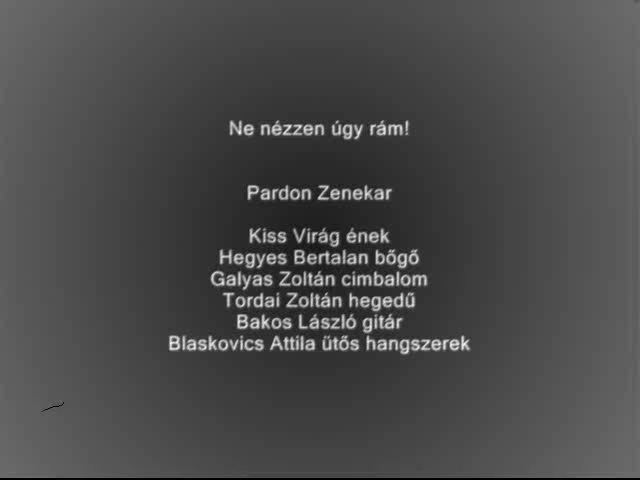 Ne nézzen úgy rám!
Pardon Zenekar
Kiss Virág ének
Hegyes Bertalan bőgő
Galyas Zoltán cimbalom
Tordai Zoltán hegedű
Bakos László gitár
Blaskovics Attila ütős hangszerek